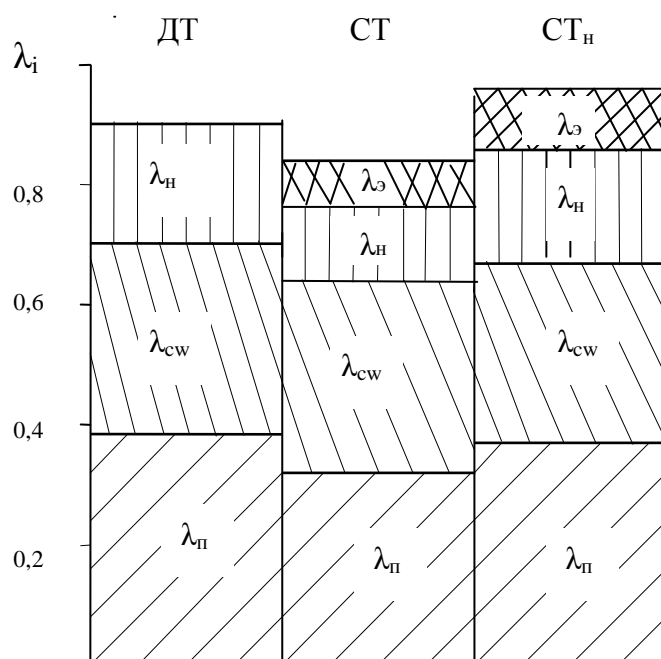 ДТ СТ СТн
λi
λэ
0,8 λн λэ λн
λн
0,6
λcw λcw λcw
0,4
0,2 λп λп λп